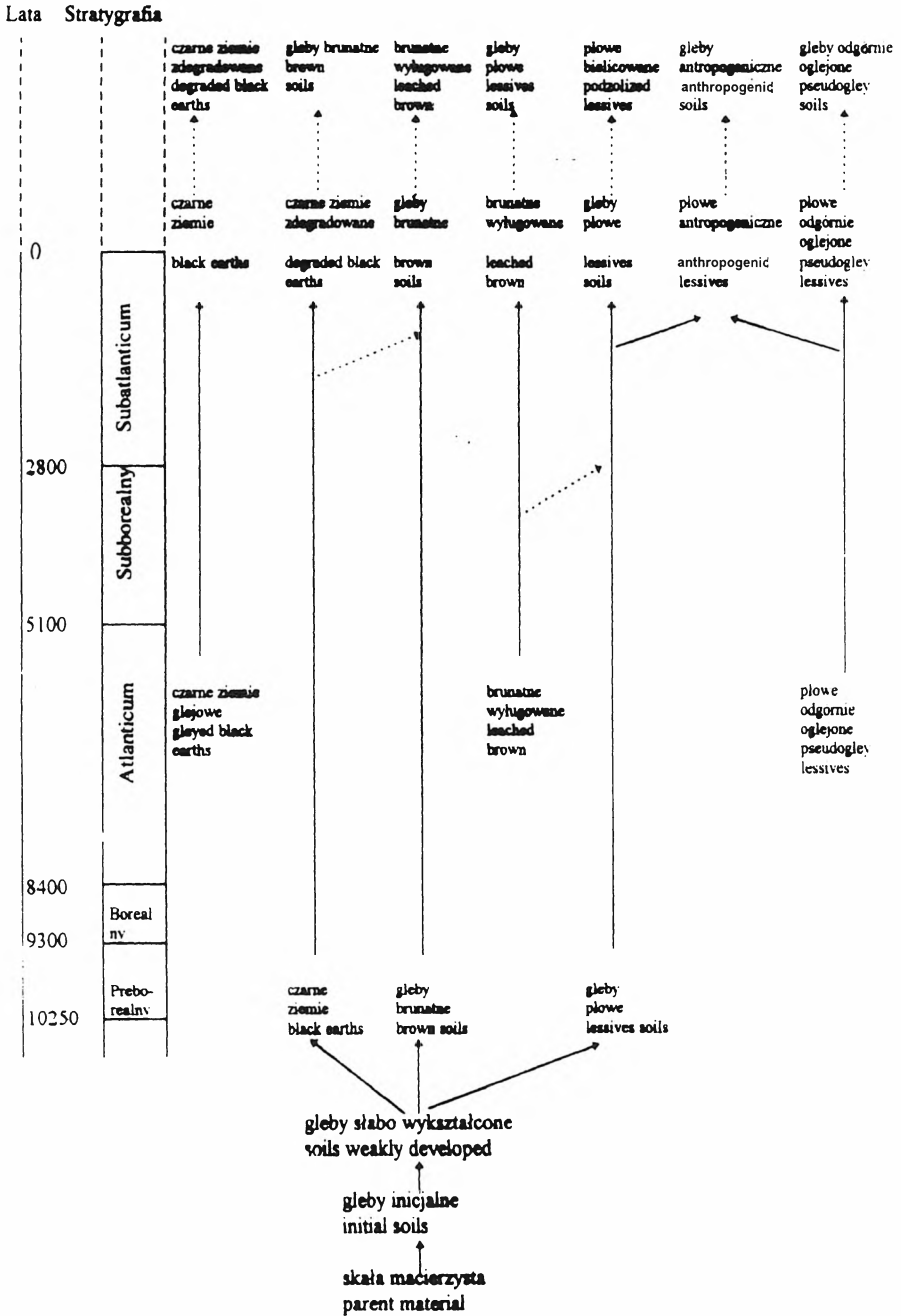 Lata Stratygrafia
czarne ziemie
zdegradowane
degraded black
earths
gleby brunatne
brown
soils
brunatne
wyługowane
leached
brown
gleby
płowe
lessives
soils
płowe
bielicowane
podzolized
lessives
gleby
antropogeniczne
anthropogenic
soils
gleby odgórnie
oglejone
pseudogley
soils
czarne
ziemie
black earths
czarne ziemie
zdegradowane
degraded black
earths
gleby
brunatne
brown
soils
brunatne
wyługowane
leached
brown
gleby
płowe
lessives
soils
płowe
antropogeniczne
anthropogenic
lessives
płowe
odgórnie
oglejone
pseudogley
lessives
0
Subatlanticum
2800
Subborealny
5100
Atlanticum
czarne ziemie
glejowe
gleyed black
earths
brunatne
wyługowane
leached
brown
płowe
odgornie
oglejone
pseudogley
lessives
8400
Boreal
ny
9300
Prebo-
realny
10250
czarne
ziemie
black earths
gleby
brunatne
brown soils
gleby
płowe
lessives soils
gleby słabo wykształcone
soils weakly developed
gleby inicjalne
initial soils
skała macierzysta
parent material